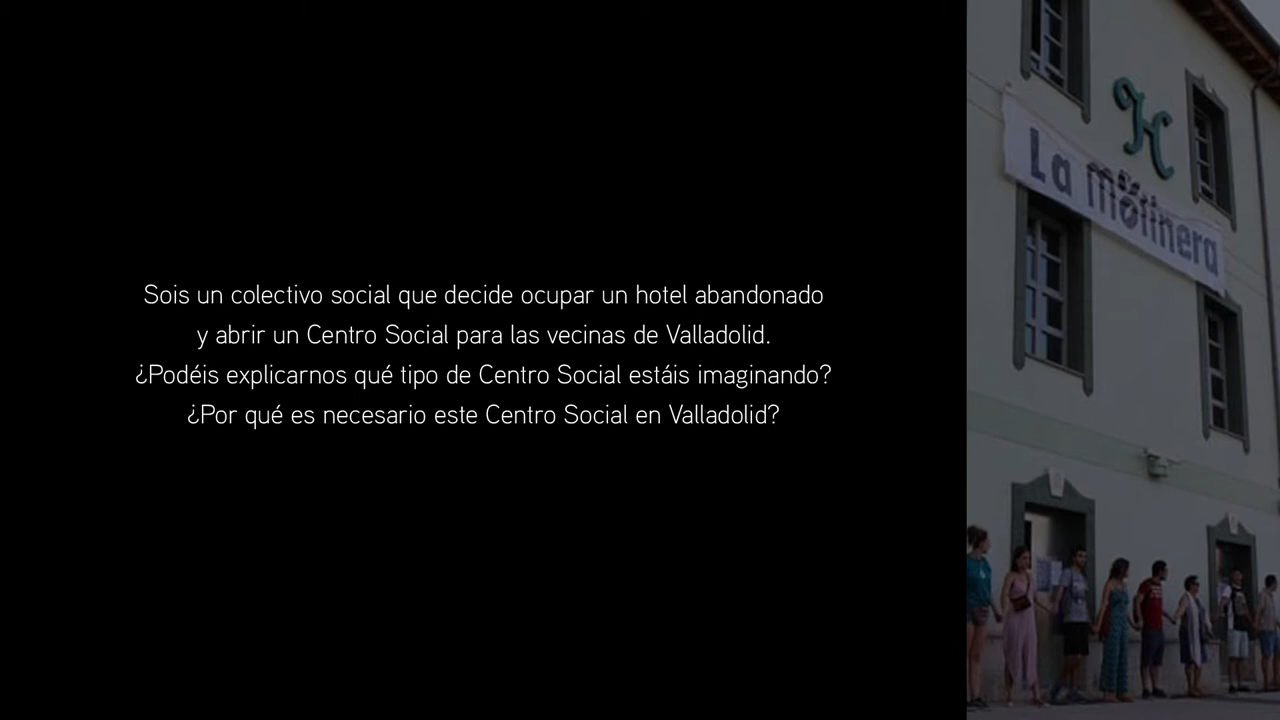 Sois un colectivo social que decide ocupar un hotel abandonado
y abrir un Centro Social para las vecinas de Valladolid.
¿Podéis explicarnos qué tipo de Centro Social estáis imaginando?
¿Por qué es necesario este Centro Social en Valladolid?
H
La molinera